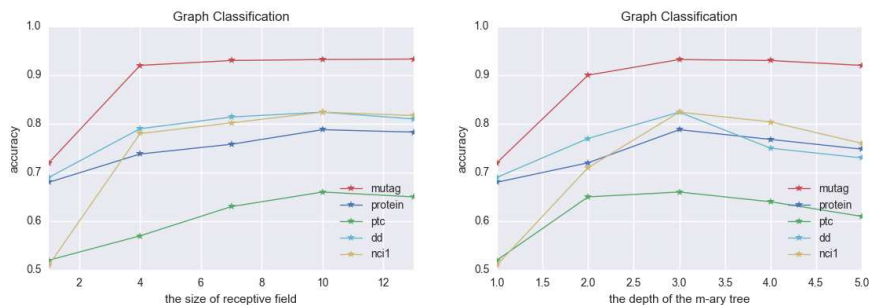 Graph Classification
1.0
0.9
0.8
0.7
0.6
0.5
accuracy
2
4
6
8
10
12
the size of receptive field
mutag
protein
ptc
dd
nci1
Graph Classification
1.0
0.9
0.8
0.7
0.6
0.5
accuracy
1.0
1.5
2.0
2.5
3.0
3.5
4.0
4.5
5.0
the depth of the m-ary tree
mutag
protein
ptc
dd
nci1